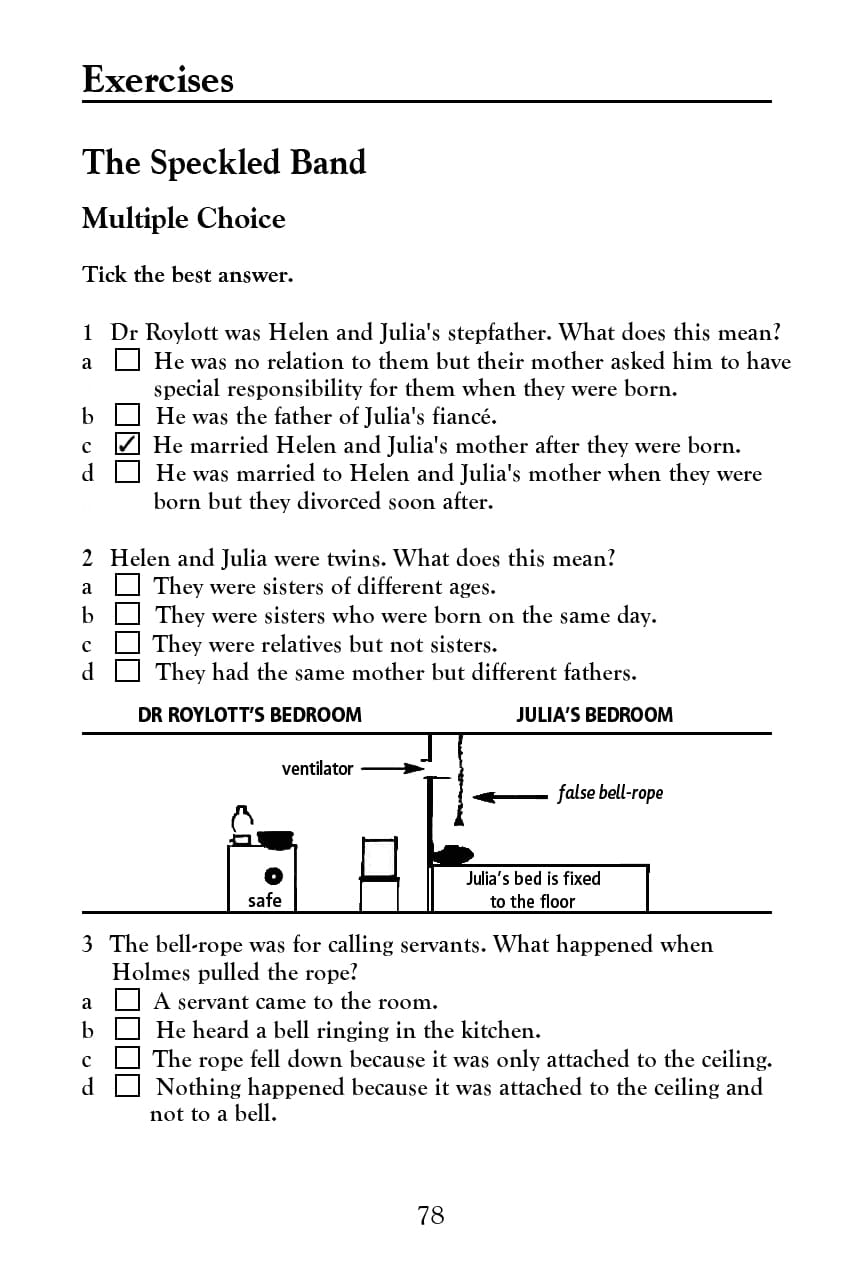 Exercises
The Speckled Band
Multiple Choice
Tick the best answer.
1 Dr Roylott was Helen and Julia's stepfather. What does this mean?
a ☐ He was no relation to them but their mother asked him to have
special responsibility for them when they were born.
b ☐ He was the father of Julia's fiancé.
c ☑ He married Helen and Julia's mother after they were born.
d ☐ He was married to Helen and Julia's mother when they were
born but they divorced soon after.
2 Helen and Julia were twins. What does this mean?
a ☐ They were sisters of different ages.
b ☐ They were sisters who were born on the same day.
c ☐ They were relatives but not sisters.
d ☐ They had the same mother but different fathers.
DR ROYLOTT'S BEDROOM JULIA'S BEDROOM
ventilator
false bell-rope
Julia's bed is fixed
safe to the floor
3 The bell-rope was for calling servants. What happened when
Holmes pulled the rope?
a ☐ A servant came to the room.
b ☐ He heard a bell ringing in the kitchen.
c ☐ The rope fell down because it was only attached to the ceiling.
d ☐ Nothing happened because it was attached to the ceiling and
not to a bell.
78